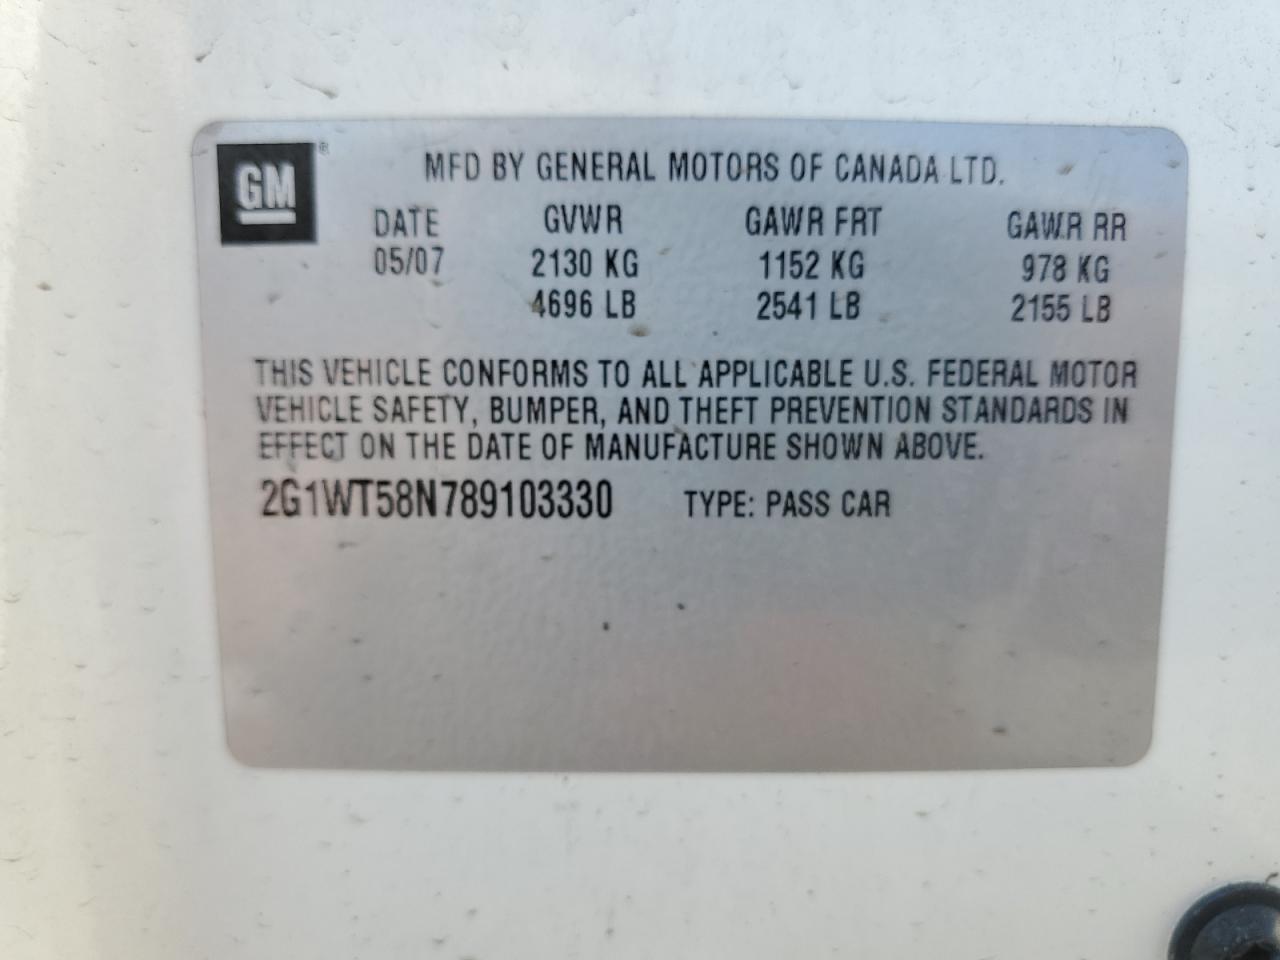 GM®
MFD BY GENERAL MOTORS OF CANADA LTD.
DATE GVWR GAWR FRT GAWR RR
05/07 2130 KG 1152 KG 978 KG
4696 LB 2541 LB 2155 LB
THIS VEHICLE CONFORMS TO ALL APPLICABLE U.S. FEDERAL MOTOR
VEHICLE SAFETY, BUMPER, AND THEFT PREVENTION STANDARDS IN
EFFECT ON THE DATE OF MANUFACTURE SHOWN ABOVE.
2G1WT58N789103330 TYPE: PASS CAR